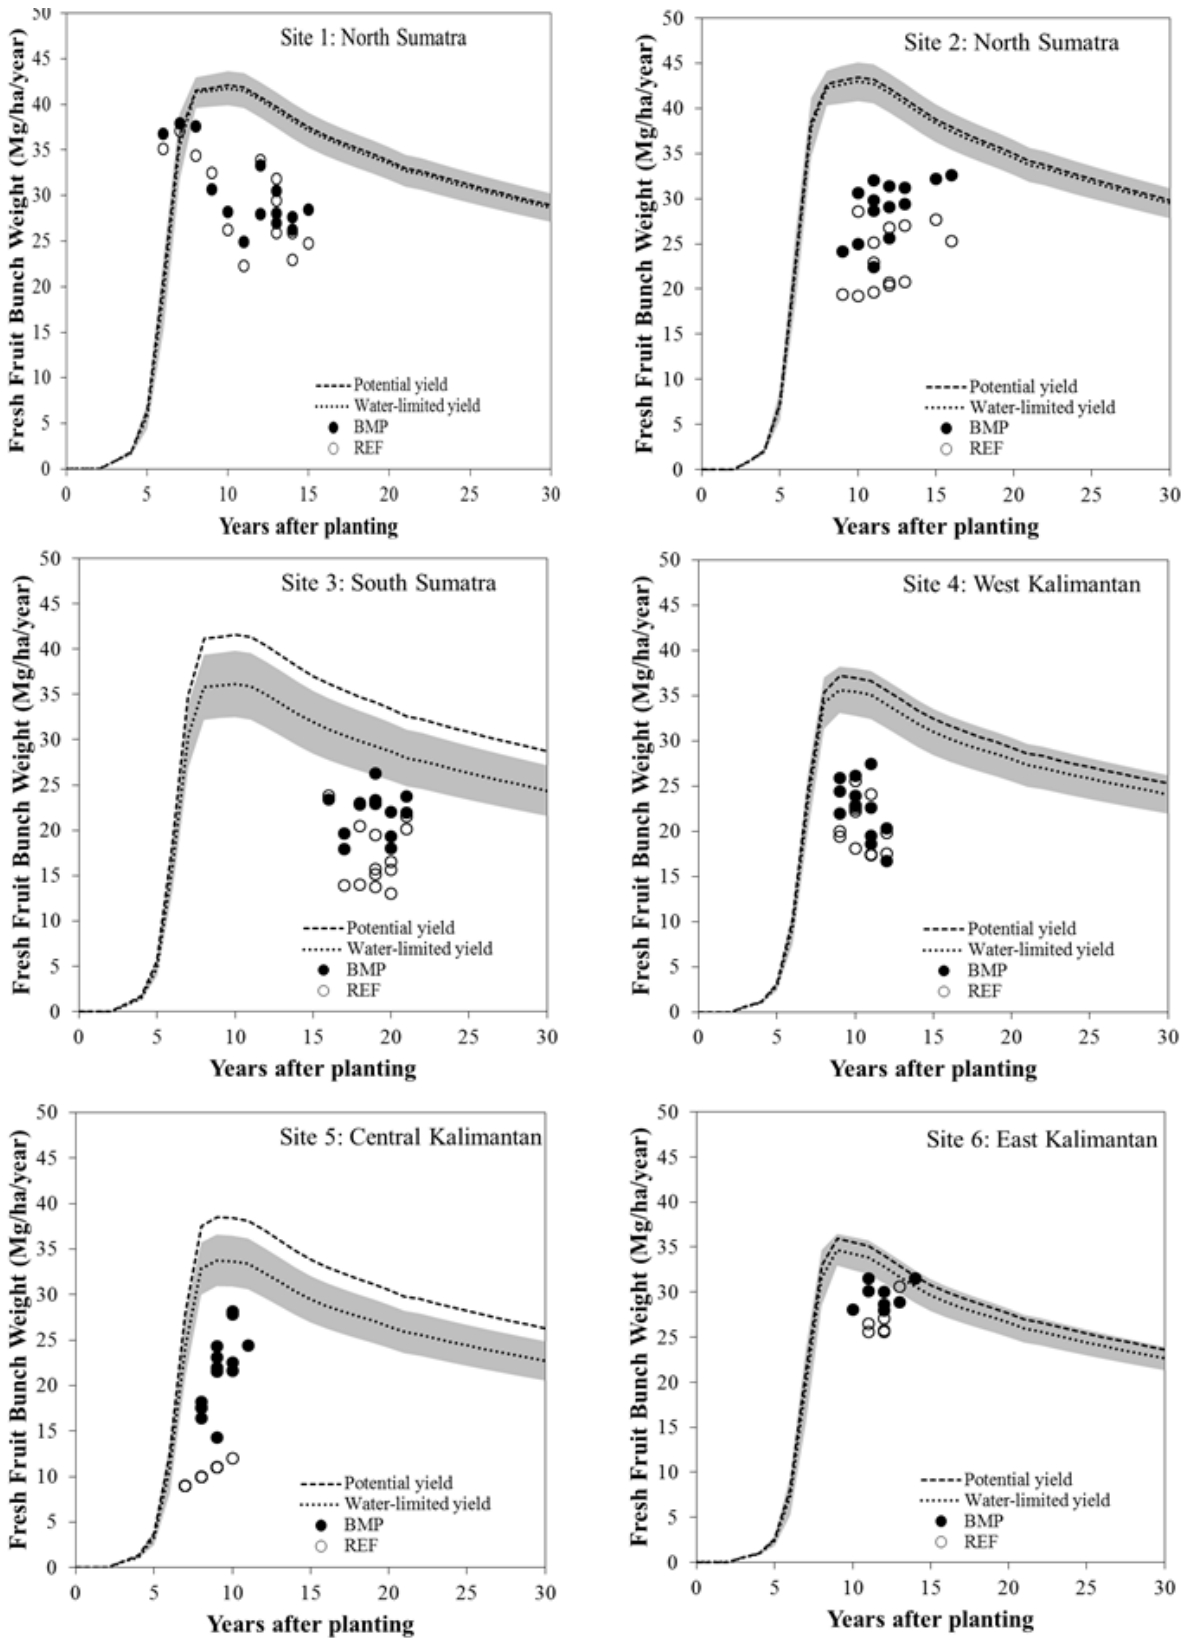 Site 1: North Sumatra
Fresh Fruit Bunch Weight (Mg/ha/year)
50
45
40
35
30
25
20
15
10
5
0
Potential yield
Water-limited yield
BMP
REF
0 5 10 15 20 25 30
Years after planting
Site 2: North Sumatra
Fresh Fruit Bunch Weight (Mg/ha/year)
50
45
40
35
30
25
20
15
10
5
0
Potential yield
Water-limited yield
BMP
REF
0 5 10 15 20 25 30
Years after planting
Site 3: South Sumatra
Fresh Fruit Bunch Weight (Mg/ha/year)
50
45
40
35
30
25
20
15
10
5
0
Potential yield
Water-limited yield
BMP
REF
0 5 10 15 20 25 30
Years after planting
Site 4: West Kalimantan
Fresh Fruit Bunch Weight (Mg/ha/year)
50
45
40
35
30
25
20
15
10
5
0
Potential yield
Water-limited yield
BMP
REF
0 5 10 15 20 25 30
Years after planting
Site 5: Central Kalimantan
Fresh Fruit Bunch Weight (Mg/ha/year)
50
45
40
35
30
25
20
15
10
5
0
Potential yield
Water-limited yield
BMP
REF
0 5 10 15 20 25 30
Years after planting
Site 6: East Kalimantan
Fresh Fruit Bunch Weight (Mg/ha/year)
50
45
40
35
30
25
20
15
10
5
0
Potential yield
Water-limited yield
BMP
REF
0 5 10 15 20 25 30
Years after planting